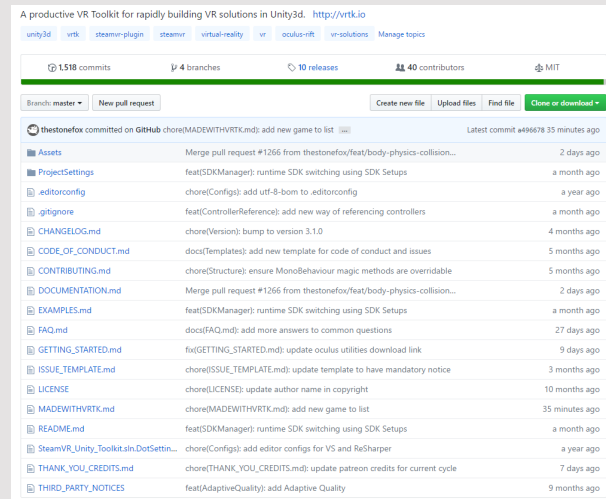 A productive VR Toolkit for rapidly building VR solutions in Unity3d. http://vrtk.io
unity3d vrtk steamvr-plugin steamvr virtual-reality vr oculus-rift vr-solutions Manage topics
1,518 commits 4 branches 10 releases 40 contributors MIT
Branch: master New pull request Create new file Upload files Find file Clone or download
thestonefox committed on GitHub chore(MADEWITHVRTK.md): add new game to list ... Latest commit a496678 35 minutes ago
Assets Merge pull request #1266 from thestonefox/feat/body-physics-collision... 2 days ago
ProjectSettings feat(SDKManager): runtime SDK switching using SDK Setups a month ago
.editorconfig chore(Configs): add utf-8-bom to .editorconfig a year ago
.gitignore feat(ControllerReference): add new way of referencing controllers a month ago
CHANGELOG.md chore(Version): bump to version 3.1.0 4 months ago
CODE_OF_CONDUCT.md docs(Templates): add new template for code of conduct and issues 5 months ago
CONTRIBUTING.md chore(Structure): ensure MonoBehaviour magic methods are overridable 5 months ago
DOCUMENTATION.md Merge pull request #1266 from thestonefox/feat/body-physics-collision... 2 days ago
EXAMPLES.md feat(SDKManager): runtime SDK switching using SDK Setups a month ago
FAQ.md docs(FAQ.md): add more answers to common questions 27 days ago
GETTING_STARTED.md fix(GETTING_STARTED.md): update oculus utilities download link 9 days ago
ISSUE_TEMPLATE.md chore(ISSUE_TEMPLATE.md): update template to have mandatory notice 3 months ago
LICENSE chore(LICENSE): update author name in copyright 10 months ago
MADEWITHVRTK.md chore(MADEWITHVRTK.md): add new game to list 35 minutes ago
README.md feat(SDKManager): runtime SDK switching using SDK Setups a month ago
SteamVR_Unity_Toolkit.sln.DotSettin... chore(Configs): add editor configs for VS and ReSharper a year ago
THANK_YOU_CREDITS.md chore(THANK_YOU_CREDITS.md): update patreon credits for current cycle 7 days ago
THIRD_PARTY_NOTICES feat(AdaptiveQuality): add Adaptive Quality 9 months ago